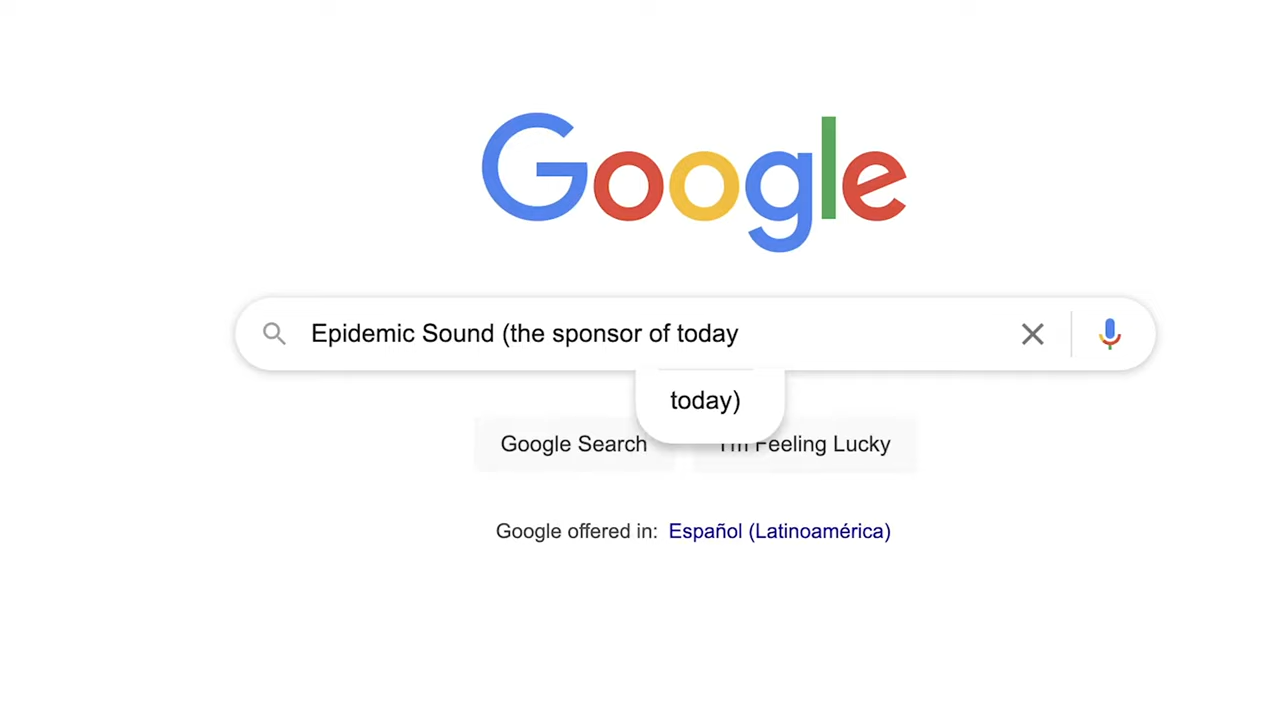 Google
Epidemic Sound (the sponsor of today
today)
Google Search
I'm Feeling Lucky
Google offered in: Español (Latinoamérica)